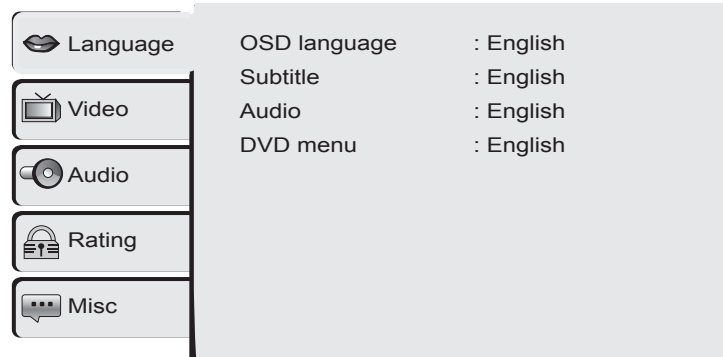 Language
Video
Audio
Rating
Misc
OSD language : English
Subtitle : English
Audio : English
DVD menu : English